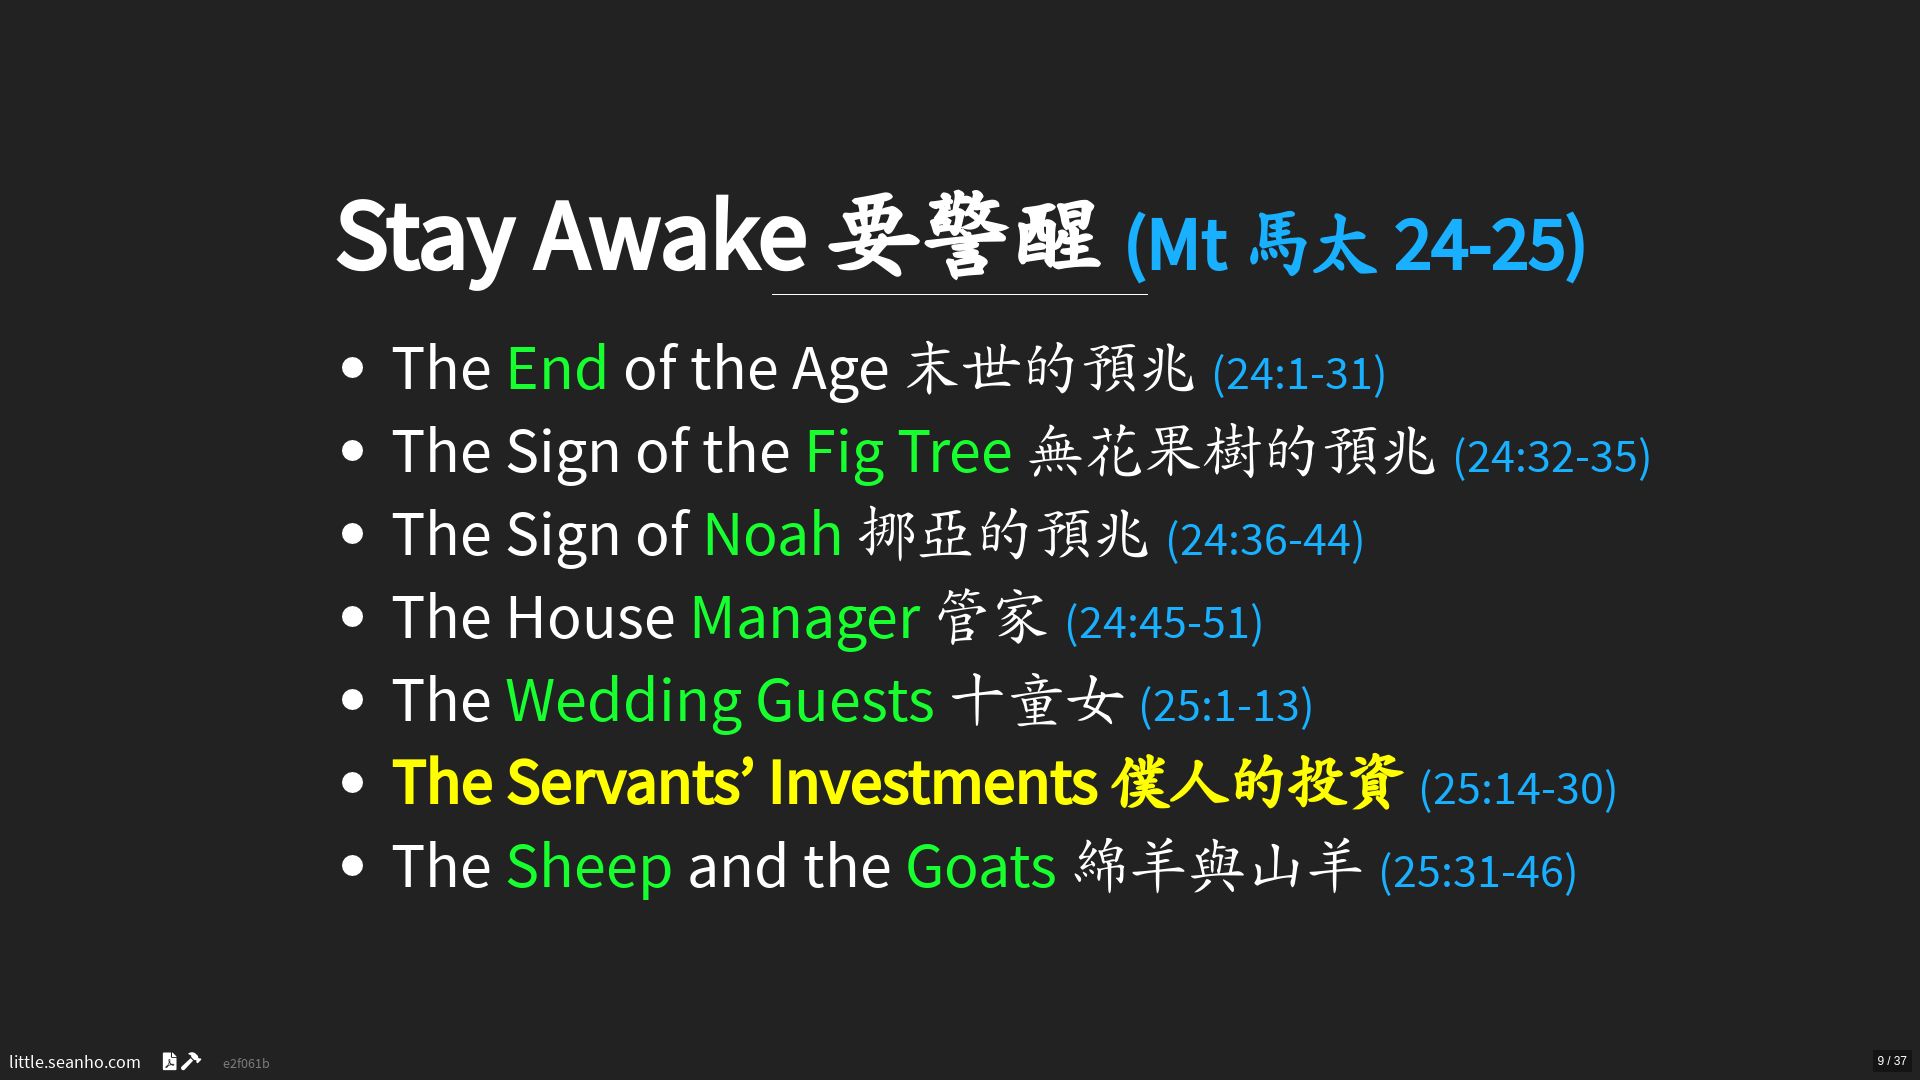 Stay Awake 要警醒 (Mt 馬太 24-25)
• The End of the Age 末世的預兆 (24:1-31)
• The Sign of the Fig Tree 無花果樹的預兆 (24:32-35)
• The Sign of Noah 挪亞的預兆 (24:36-44)
• The House Manager 管家 (24:45-51)
• The Wedding Guests 十童女 (25:1-13)
• The Servants’ Investments 僕人的投資 (25:14-30)
• The Sheep and the Goats 綿羊與山羊 (25:31-46)
little.seanho.com e2f061b
9 / 37